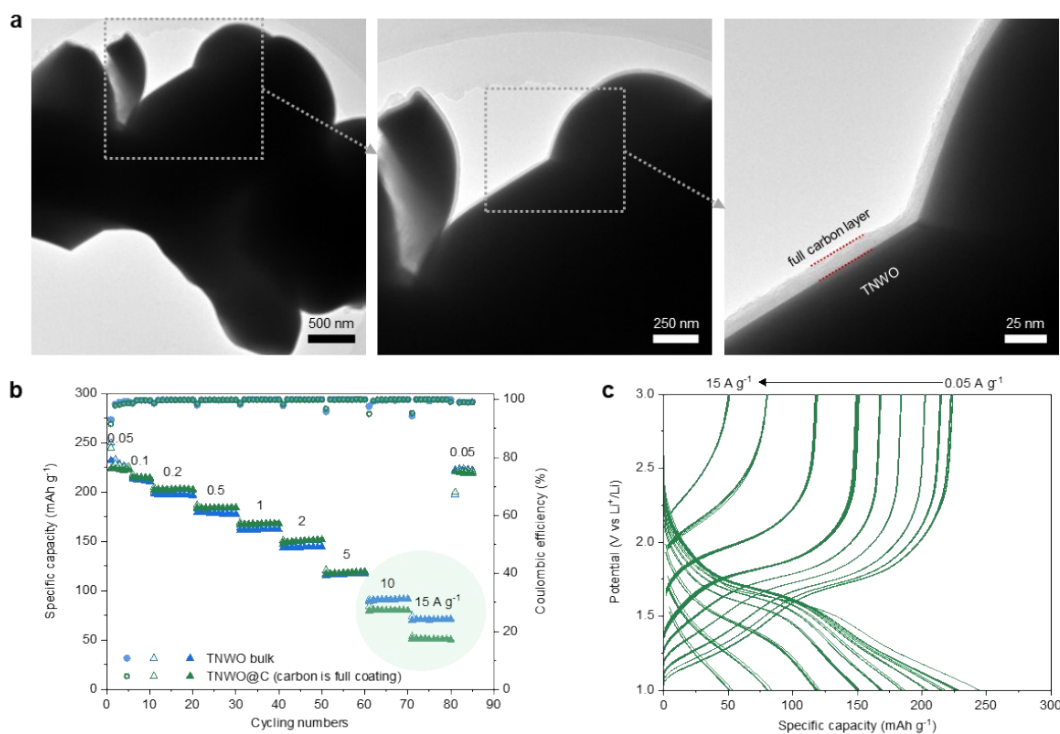 a
500 nm
250 nm
full carbon layer
TNWO
25 nm
b
300
250
200
150
100
50
0
0 10 20 30 40 50 60 70 80 90
Specific capacity (mAh g⁻¹)
Cycling numbers
Coulombic efficiency (%)
100
80
60
40
20
0
0.05
0.1
0.2
0.5
1
2
5
10
15 A g⁻¹
0.05
TNWO bulk
TNWO@C (carbon is full coating)
c
15 A g⁻¹ 0.05 A g⁻¹
3.0
2.5
2.0
1.5
1.0
Potential (V vs Li⁺/Li)
0 50 100 150 200 250 300
Specific capacity (mAh g⁻¹)